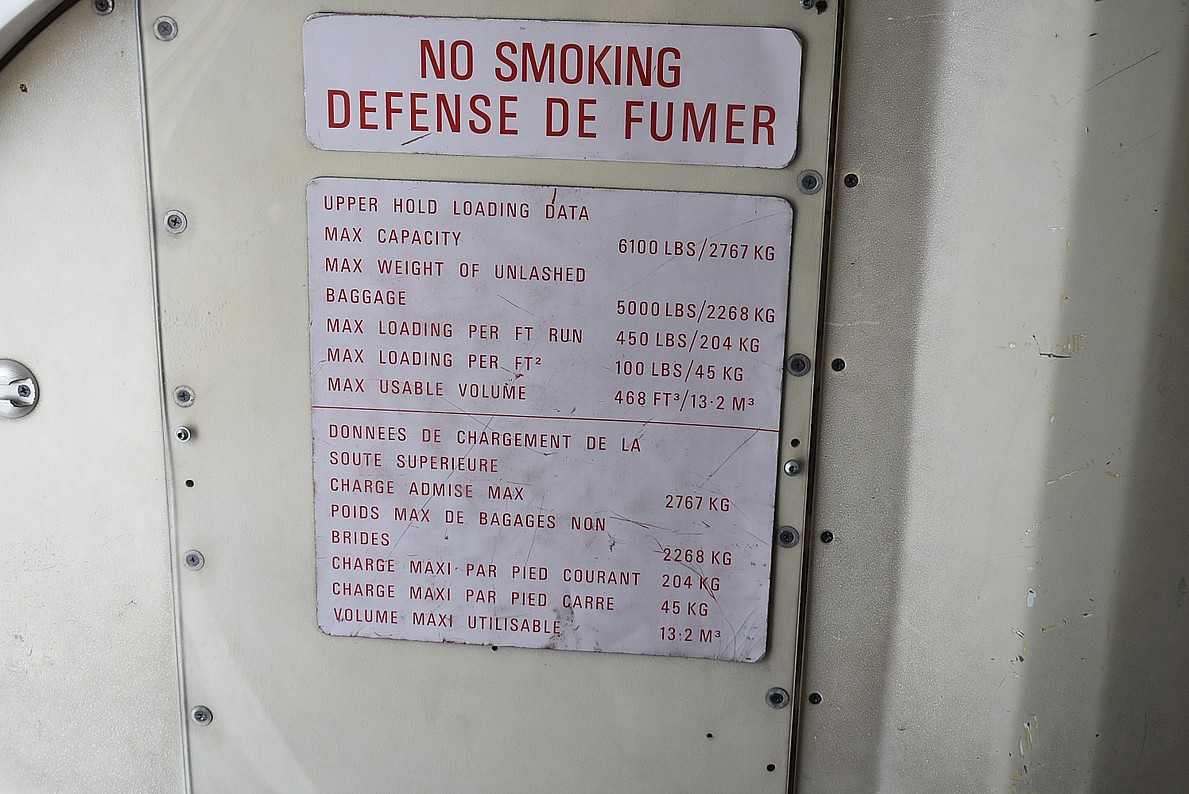 NO SMOKING
DEFENSE DE FUMER
UPPER HOLD LOADING DATA
MAX CAPACITY 6100 LBS/2767 KG
MAX WEIGHT OF UNLASHED
BAGGAGE 5000 LBS/2268 KG
MAX LOADING PER FT RUN 450 LBS/204 KG
MAX LOADING PER FT² 100 LBS/45 KG
MAX USABLE VOLUME 468 FT³/13·2 M³
DONNEES DE CHARGEMENT DE LA
SOUTE SUPERIEURE
CHARGE ADMISE MAX 2767 KG
POIDS MAX DE BAGAGES NON
BRIDES 2268 KG
CHARGE MAXI PAR PIED COURANT 204 KG
CHARGE MAXI PAR PIED CARRE 45 KG
VOLUME MAXI UTILISABLE 13·2 M³